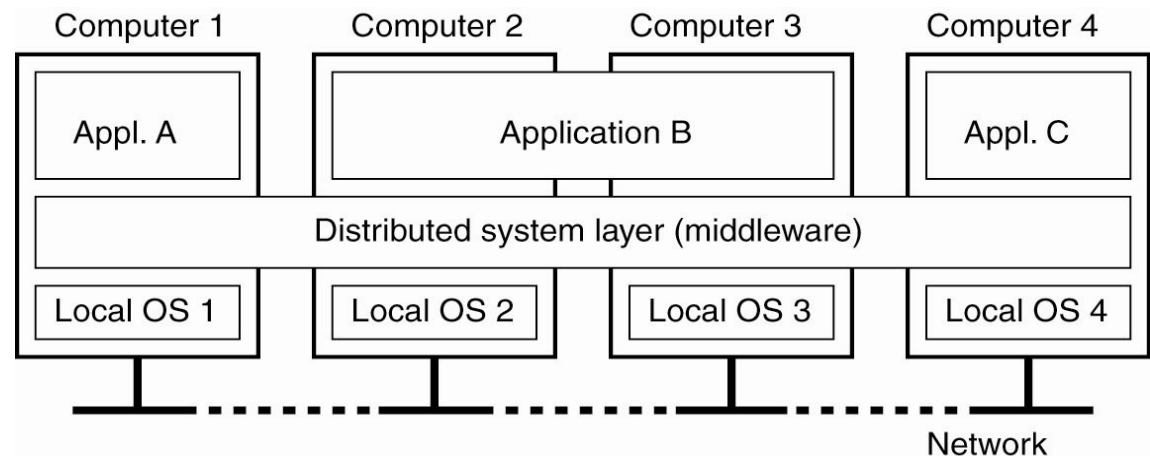 Computer 1
Computer 2
Computer 3
Computer 4
Appl. A
Application B
Appl. C
Distributed system layer (middleware)
Local OS 1
Local OS 2
Local OS 3
Local OS 4
Network